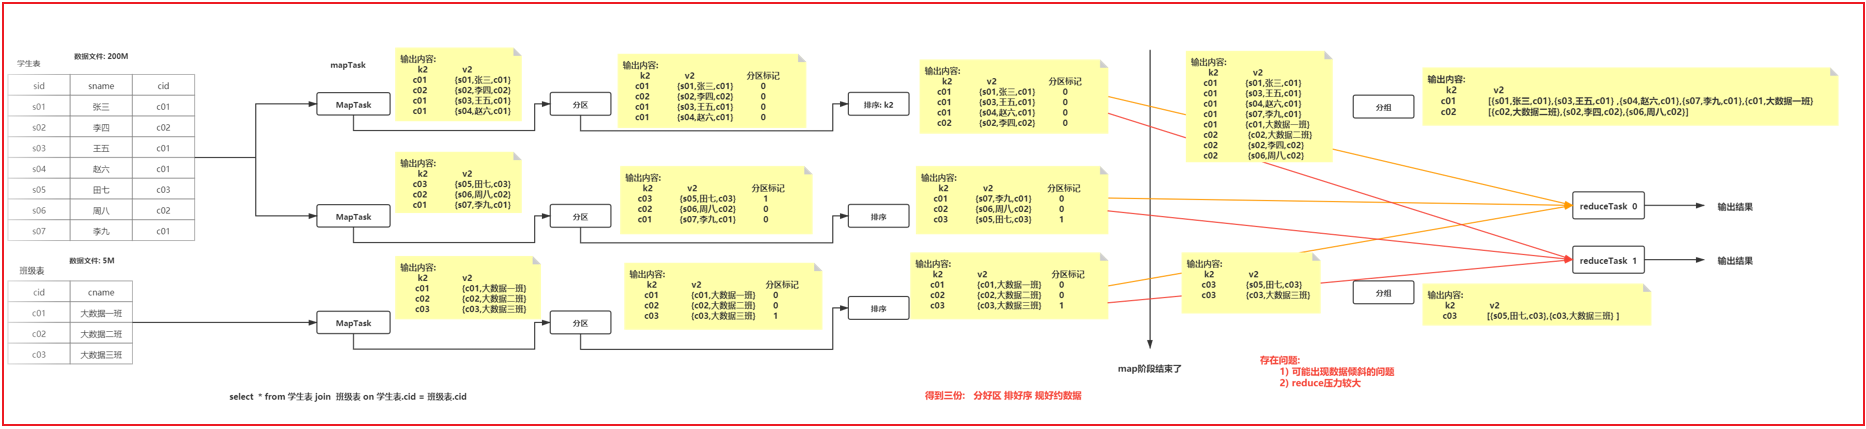 学生表
数据文件: 200M
sid sname cid
s01 张三 c01
s02 李四 c02
s03 王五 c01
s04 赵六 c01
s05 田七 c03
s06 周八 c02
s07 李九 c01
数据文件: 5M
班级表
cid cname
c01 大数据一班
c02 大数据二班
c03 大数据三班
select * from 学生表 join 班级表 on 学生表.cid = 班级表.cid
mapTask
MapTask
MapTask
MapTask
输出内容:
k2 v2
c01 {s01,张三,c01}
c02 {s02,李四,c02}
c01 {s03,王五,c01}
c01 {s04,赵六,c01}
输出内容:
k2 v2
c03 {s05,田七,c03}
c02 {s06,周八,c02}
c01 {s07,李九,c01}
输出内容:
k2 v2
c01 {c01,大数据一班}
c02 {c02,大数据二班}
c03 {c03,大数据三班}
分区
分区
分区
输出内容:
k2 v2 分区标记
c01 {s01,张三,c01} 0
c02 {s02,李四,c02} 0
c01 {s03,王五,c01} 0
c01 {s04,赵六,c01} 0
输出内容:
k2 v2 分区标记
c03 {s05,田七,c03} 1
c02 {s06,周八,c02} 0
c01 {s07,李九,c01} 0
输出内容:
k2 v2 分区标记
c01 {c01,大数据一班} 0
c02 {c02,大数据二班} 0
c03 {c03,大数据三班} 1
排序: k2
排序
排序
输出内容:
k2 v2 分区标记
c01 {s01,张三,c01} 0
c01 {s03,王五,c01} 0
c01 {s04,赵六,c01} 0
c02 {s02,李四,c02} 0
输出内容:
k2 v2 分区标记
c01 {s07,李九,c01} 0
c02 {s06,周八,c02} 0
c03 {s05,田七,c03} 1
输出内容:
k2 v2 分区标记
c01 {c01,大数据一班} 0
c02 {c02,大数据二班} 0
c03 {c03,大数据三班} 1
得到三份: 分好区 排好序 规好约数据
map阶段结束了
输出内容:
k2 v2
c01 {s01,张三,c01}
c01 {s03,王五,c01}
c01 {s04,赵六,c01}
c01 {s07,李九,c01}
c01 {c01,大数据一班}
c02 {c02,大数据二班}
c02 {s02,李四,c02}
c02 {s06,周八,c02}
输出内容:
k2 v2
c03 {s05,田七,c03}
c03 {c03,大数据三班}
分组
分组
输出内容:
k2 v2
c01 [{s01,张三,c01},{s03,王五,c01} ,{s04,赵六,c01},{s07,李九,c01},{c01,大数据一班}
c02 [{c02,大数据二班},{s02,李四,c02},{s06,周八,c02}]
reduceTask 0
输出结果
reduceTask 1
输出结果
输出内容:
k2 v2
c03 [{s05,田七,c03},{c03,大数据三班} ]
存在问题:
1) 可能出现数据倾斜的问题
2) reduce压力较大